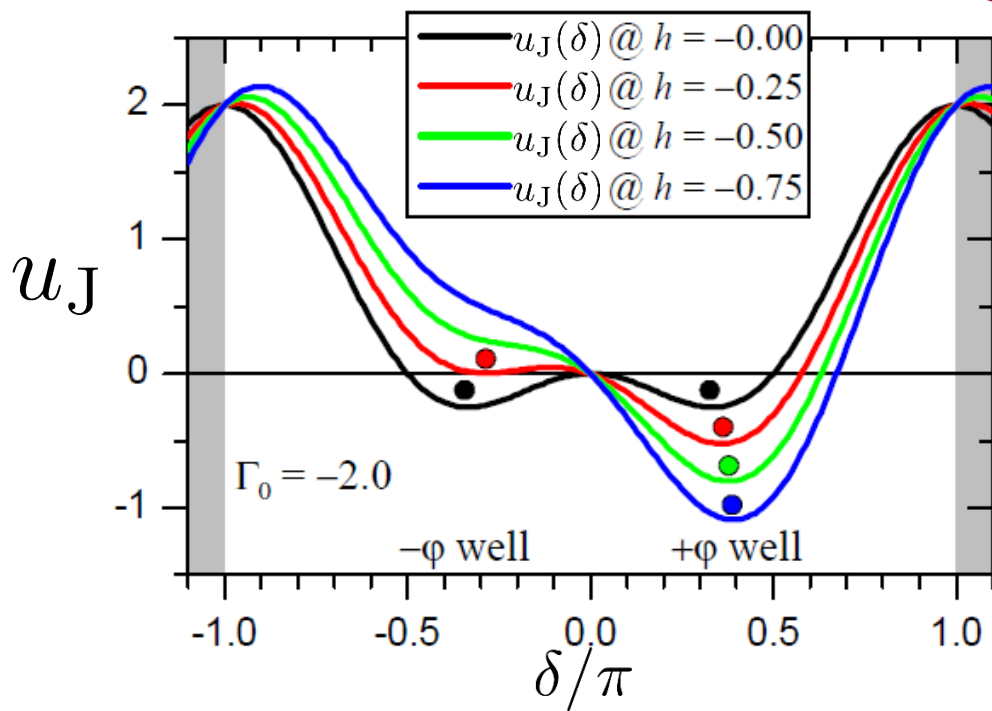 u_J(δ) @ h = –0.00
u_J(δ) @ h = –0.25
u_J(δ) @ h = –0.50
u_J(δ) @ h = –0.75
2
1
0
-1
u_J
Γ₀ = –2.0
–φ well
+φ well
-1.0
-0.5
0.0
0.5
1.0
δ/π